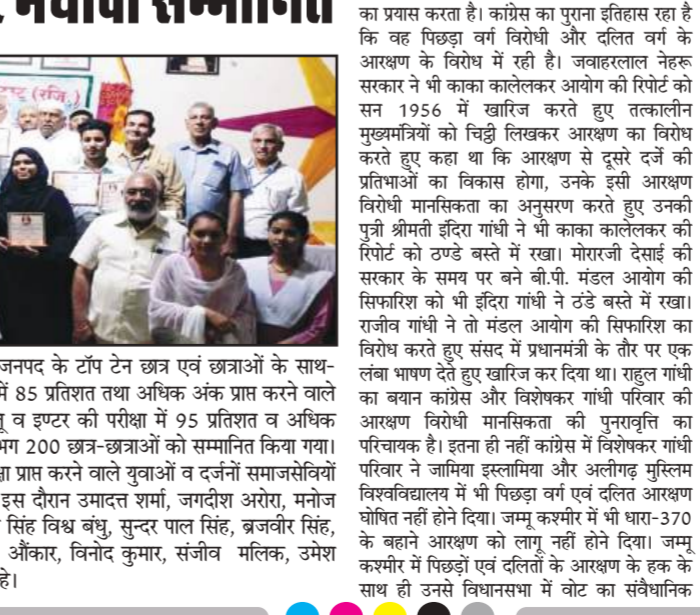 सम्मानित
ट्रस्ट (रजि.)
जनपद के टॉप टेन छात्र एवं छात्राओं के साथ-
में 85 प्रतिशत तथा अधिक अंक प्राप्त करने वाले
व इण्टर की परीक्षा में 95 प्रतिशत व अधिक
200 छात्र-छात्राओं को सम्मानित किया गया।
प्राप्त करने वाले युवाओं व दर्जनों समाजसेवियों
इस दौरान उमादत्त शर्मा, जगदीश अरोरा, मनोज
सिंह विश्व बंधु, सुन्दर पाल सिंह, ब्रजवीर सिंह,
औंकार, विनोद कुमार, संजीव मलिक, उमेश
हे।
का प्रयास करता है। कांग्रेस का पुराना इतिहास रहा है
कि वह पिछड़ा वर्ग विरोधी और दलित वर्ग के
आरक्षण के विरोध में रही है। जवाहरलाल नेहरू
सरकार ने भी काका कालेलकर आयोग की रिपोर्ट को
सन 1956 में खारिज करते हुए तत्कालीन
मुख्यमंत्रियों को चिट्ठी लिखकर आरक्षण का विरोध
करते हुए कहा था कि आरक्षण से दूसरे दर्जे की
प्रतिभाओं का विकास होगा, उनके इसी आरक्षण
विरोधी मानसिकता का अनुसरण करते हुए उनकी
पुत्री श्रीमती इंदिरा गांधी ने भी काका कालेलकर की
रिपोर्ट को ठण्डे बस्ते में रखा। मोरारजी देसाई की
सरकार के समय पर बने बी.पी. मंडल आयोग की
सिफारिश को भी इंदिरा गांधी ने ठंडे बस्ते में रखा।
राजीव गांधी ने तो मंडल आयोग की सिफारिश का
विरोध करते हुए संसद में प्रधानमंत्री के तौर पर एक
लंबा भाषण देते हुए खारिज कर दिया था। राहुल गांधी
का बयान कांग्रेस और विशेषकर गांधी परिवार की
आरक्षण विरोधी मानसिकता की पुनरावृत्ति का
परिचायक है। इतना ही नहीं कांग्रेस में विशेषकर गांधी
परिवार ने जामिया इस्लामिया और अलीगढ़ मुस्लिम
विश्वविद्यालय में भी पिछड़ा वर्ग एवं दलित आरक्षण
घोषित नहीं होने दिया। जम्मू कश्मीर में भी धारा-370
के बहाने आरक्षण को लागू नहीं होने दिया। जम्मू
कश्मीर में पिछड़ों एवं दलितों के आरक्षण के हक के
साथ ही उनसे विधानसभा में वोट का संवैधानिक